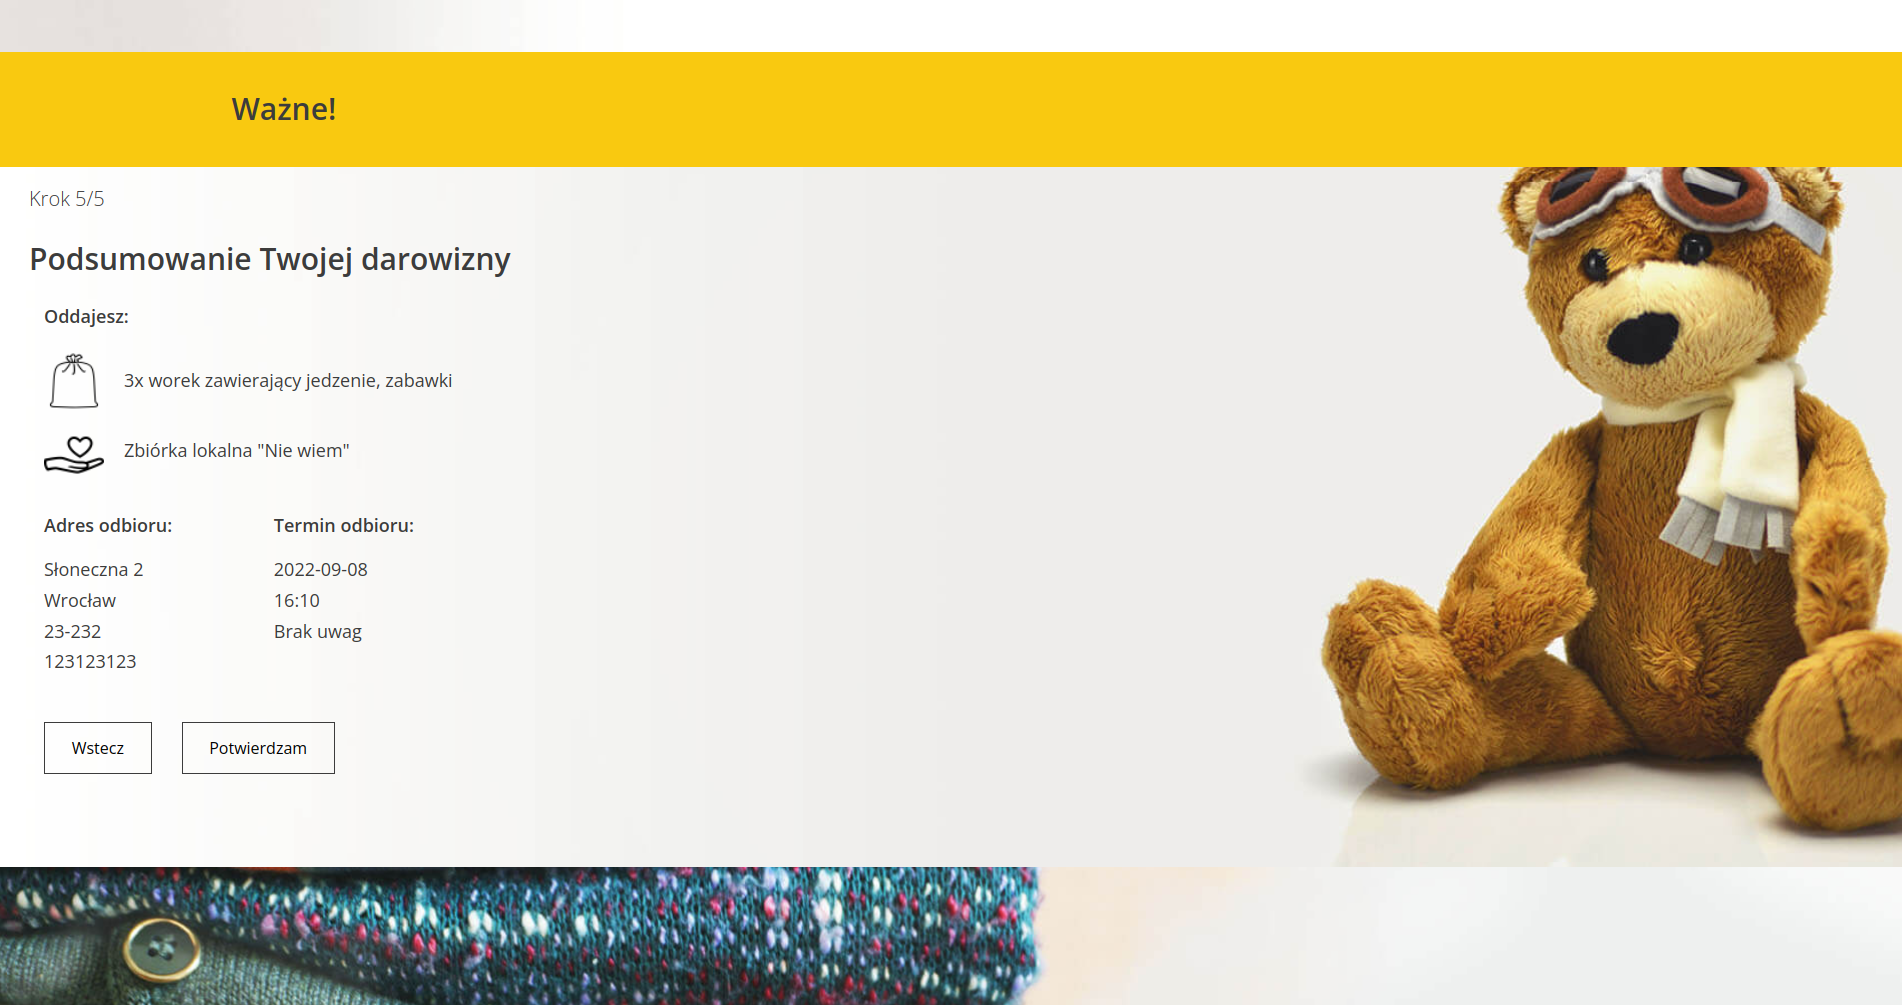 Ważne!
Krok 5/5
Podsumowanie Twojej darowizny
Oddajesz:
3x worek zawierający jedzenie, zabawki
Zbiórka lokalna "Nie wiem"
Adres odbioru:
Słoneczna 2
Wrocław
23-232
123123123
Termin odbioru:
2022-09-08
16:10
Brak uwag
Wstecz
Potwierdzam